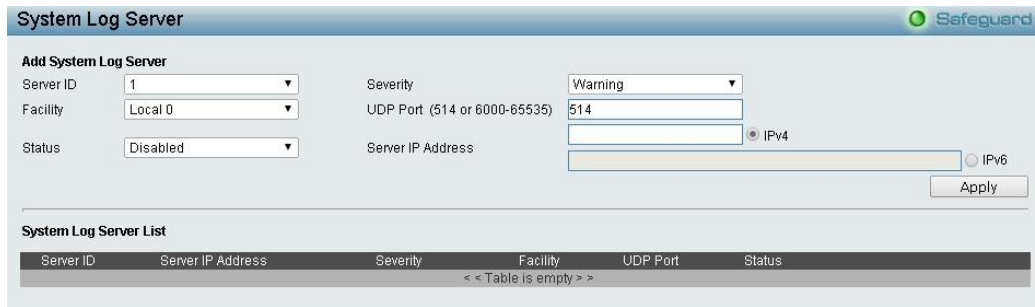 System Log Server
Safeguard
Add System Log Server
Server ID 1 Severity Warning
Facility Local 0 UDP Port (514 or 6000-65535) 514
IPv4
Status Disabled Server IP Address
IPv6
Apply
System Log Server List
Server ID Server IP Address Severity Facility UDP Port Status
< < Table is empty > >